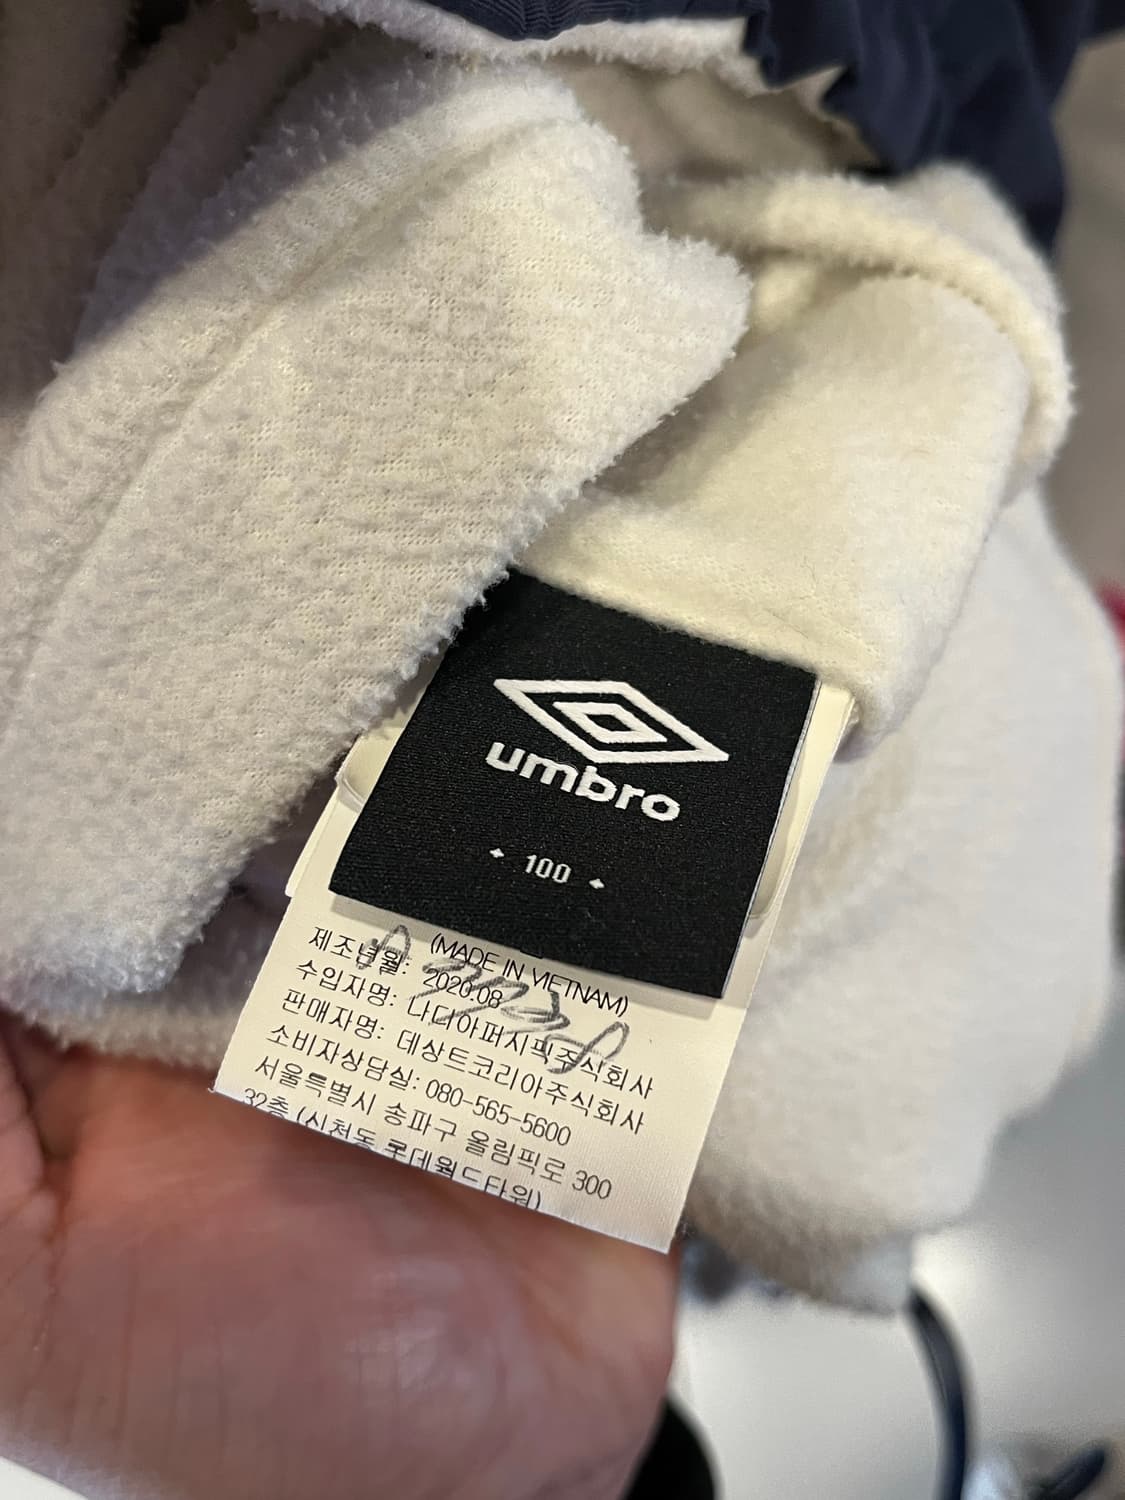 umbro
100
(MADE IN VIETNAM)
제조년월: 2020.08
수입자명: 나디아퍼시픽주식회사
판매자명: 데상트코리아주식회사
소비자상담실: 080-565-5600
서울특별시 송파구 올림픽로 300
32층 (신천동 롯데월드타워)